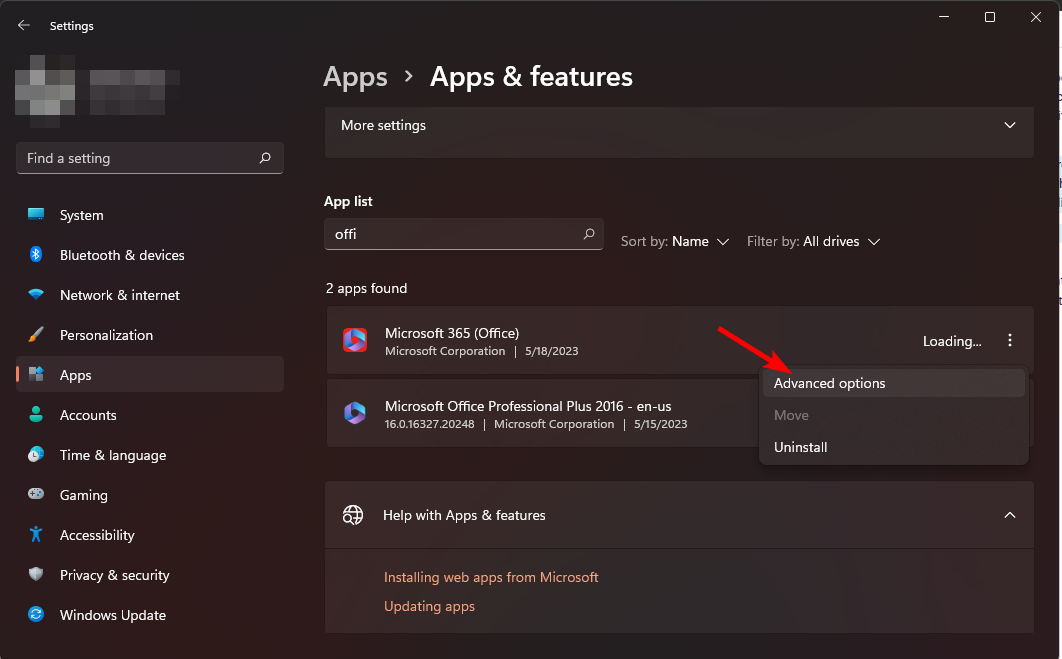 Settings
Find a setting
System
Bluetooth & devices
Network & internet
Personalization
Apps
Accounts
Time & language
Gaming
Accessibility
Privacy & security
Windows Update
Apps > Apps & features
More settings
App list
offi
Sort by: Name
Filter by: All drives
2 apps found
Microsoft 365 (Office)
Microsoft Corporation | 5/18/2023
Loading...
Advanced options
Move
Uninstall
Microsoft Office Professional Plus 2016 - en-us
16.0.16327.20248 | Microsoft Corporation | 5/15/2023
Help with Apps & features
Installing web apps from Microsoft
Updating apps